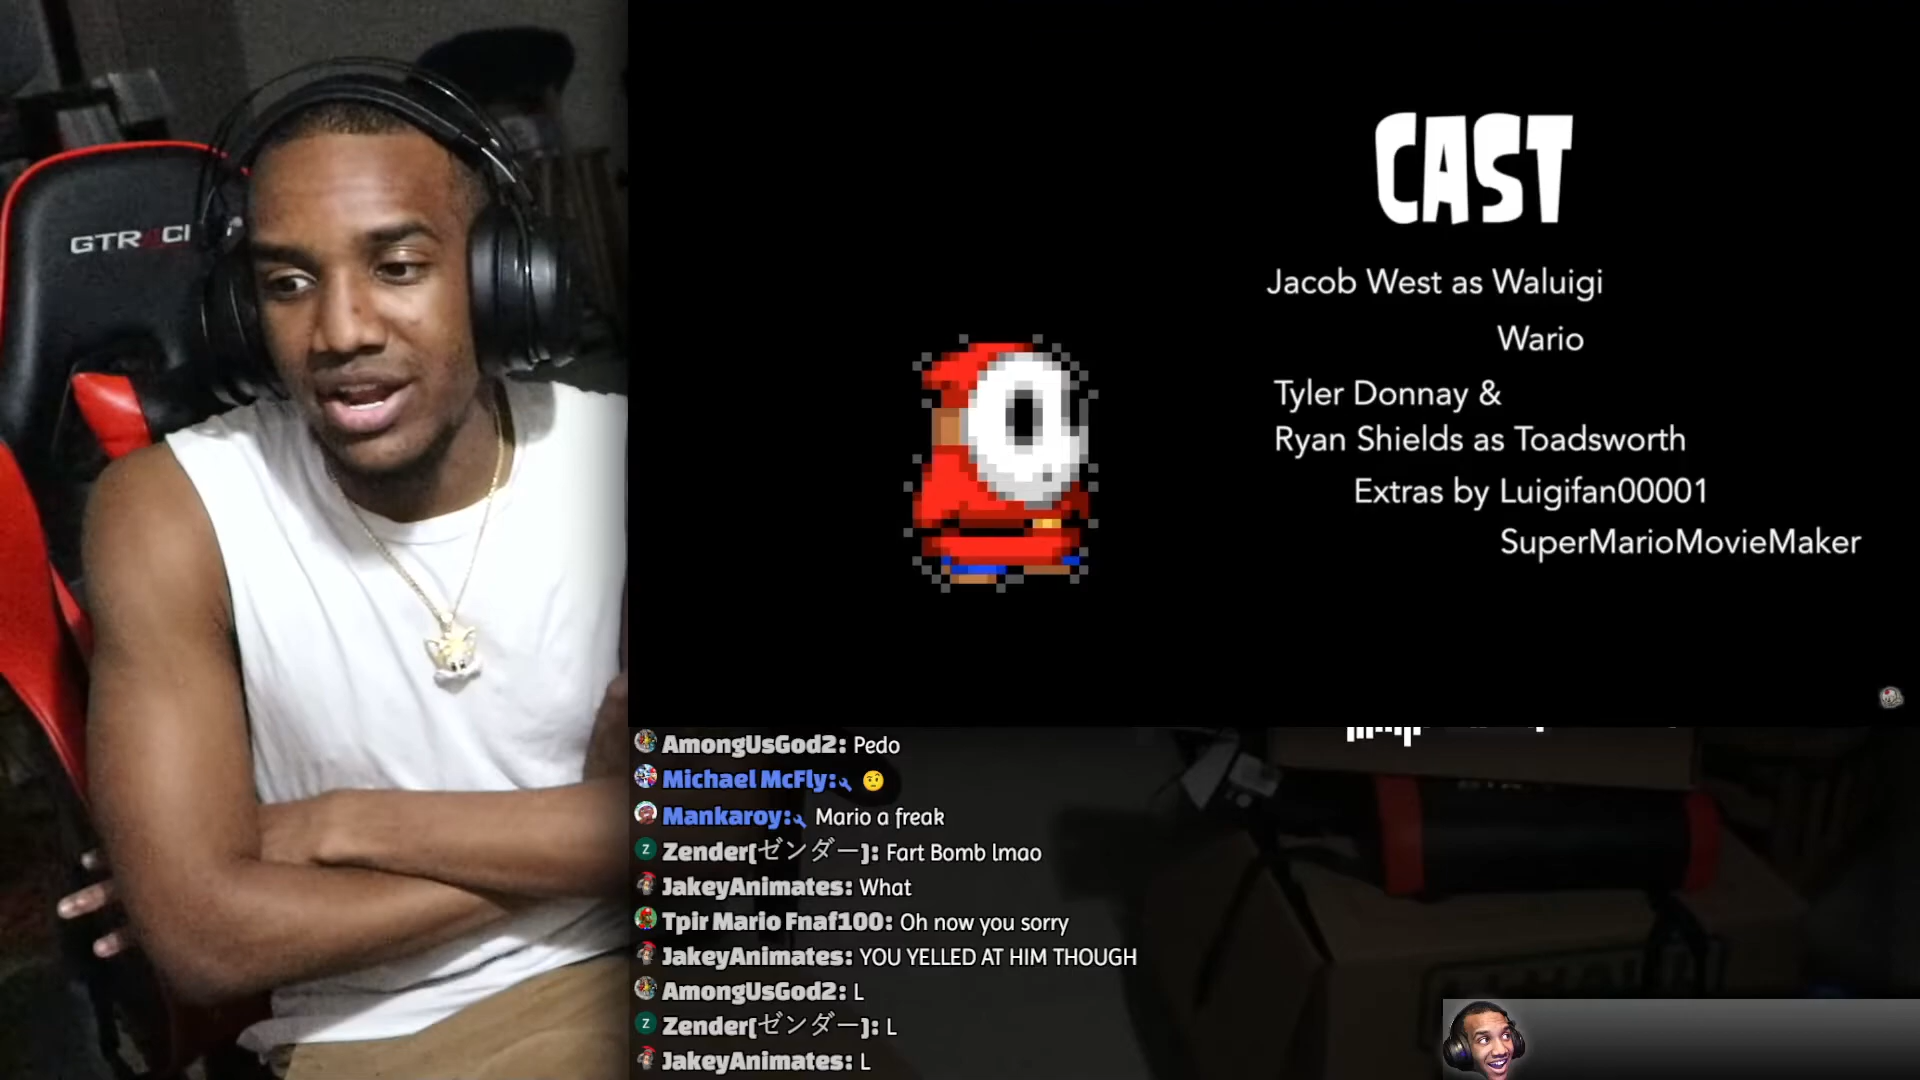 GTRACI
CAST
Jacob West as Waluigi
Wario
Tyler Donnay &
Ryan Shields as Toadsworth
Extras by Luigifan00001
SuperMarioMovieMaker
AmongUsGod2: Pedo
Michael McFly: 🤨
Mankaroy: Mario a freak
Z Zender[ゼンダー]: Fart Bomb lmao
JakeyAnimates: What
Tpir Mario Fnaf100: Oh now you sorry
JakeyAnimates: YOU YELLED AT HIM THOUGH
AmongUsGod2: L
Z Zender[ゼンダー]: L
JakeyAnimates: L